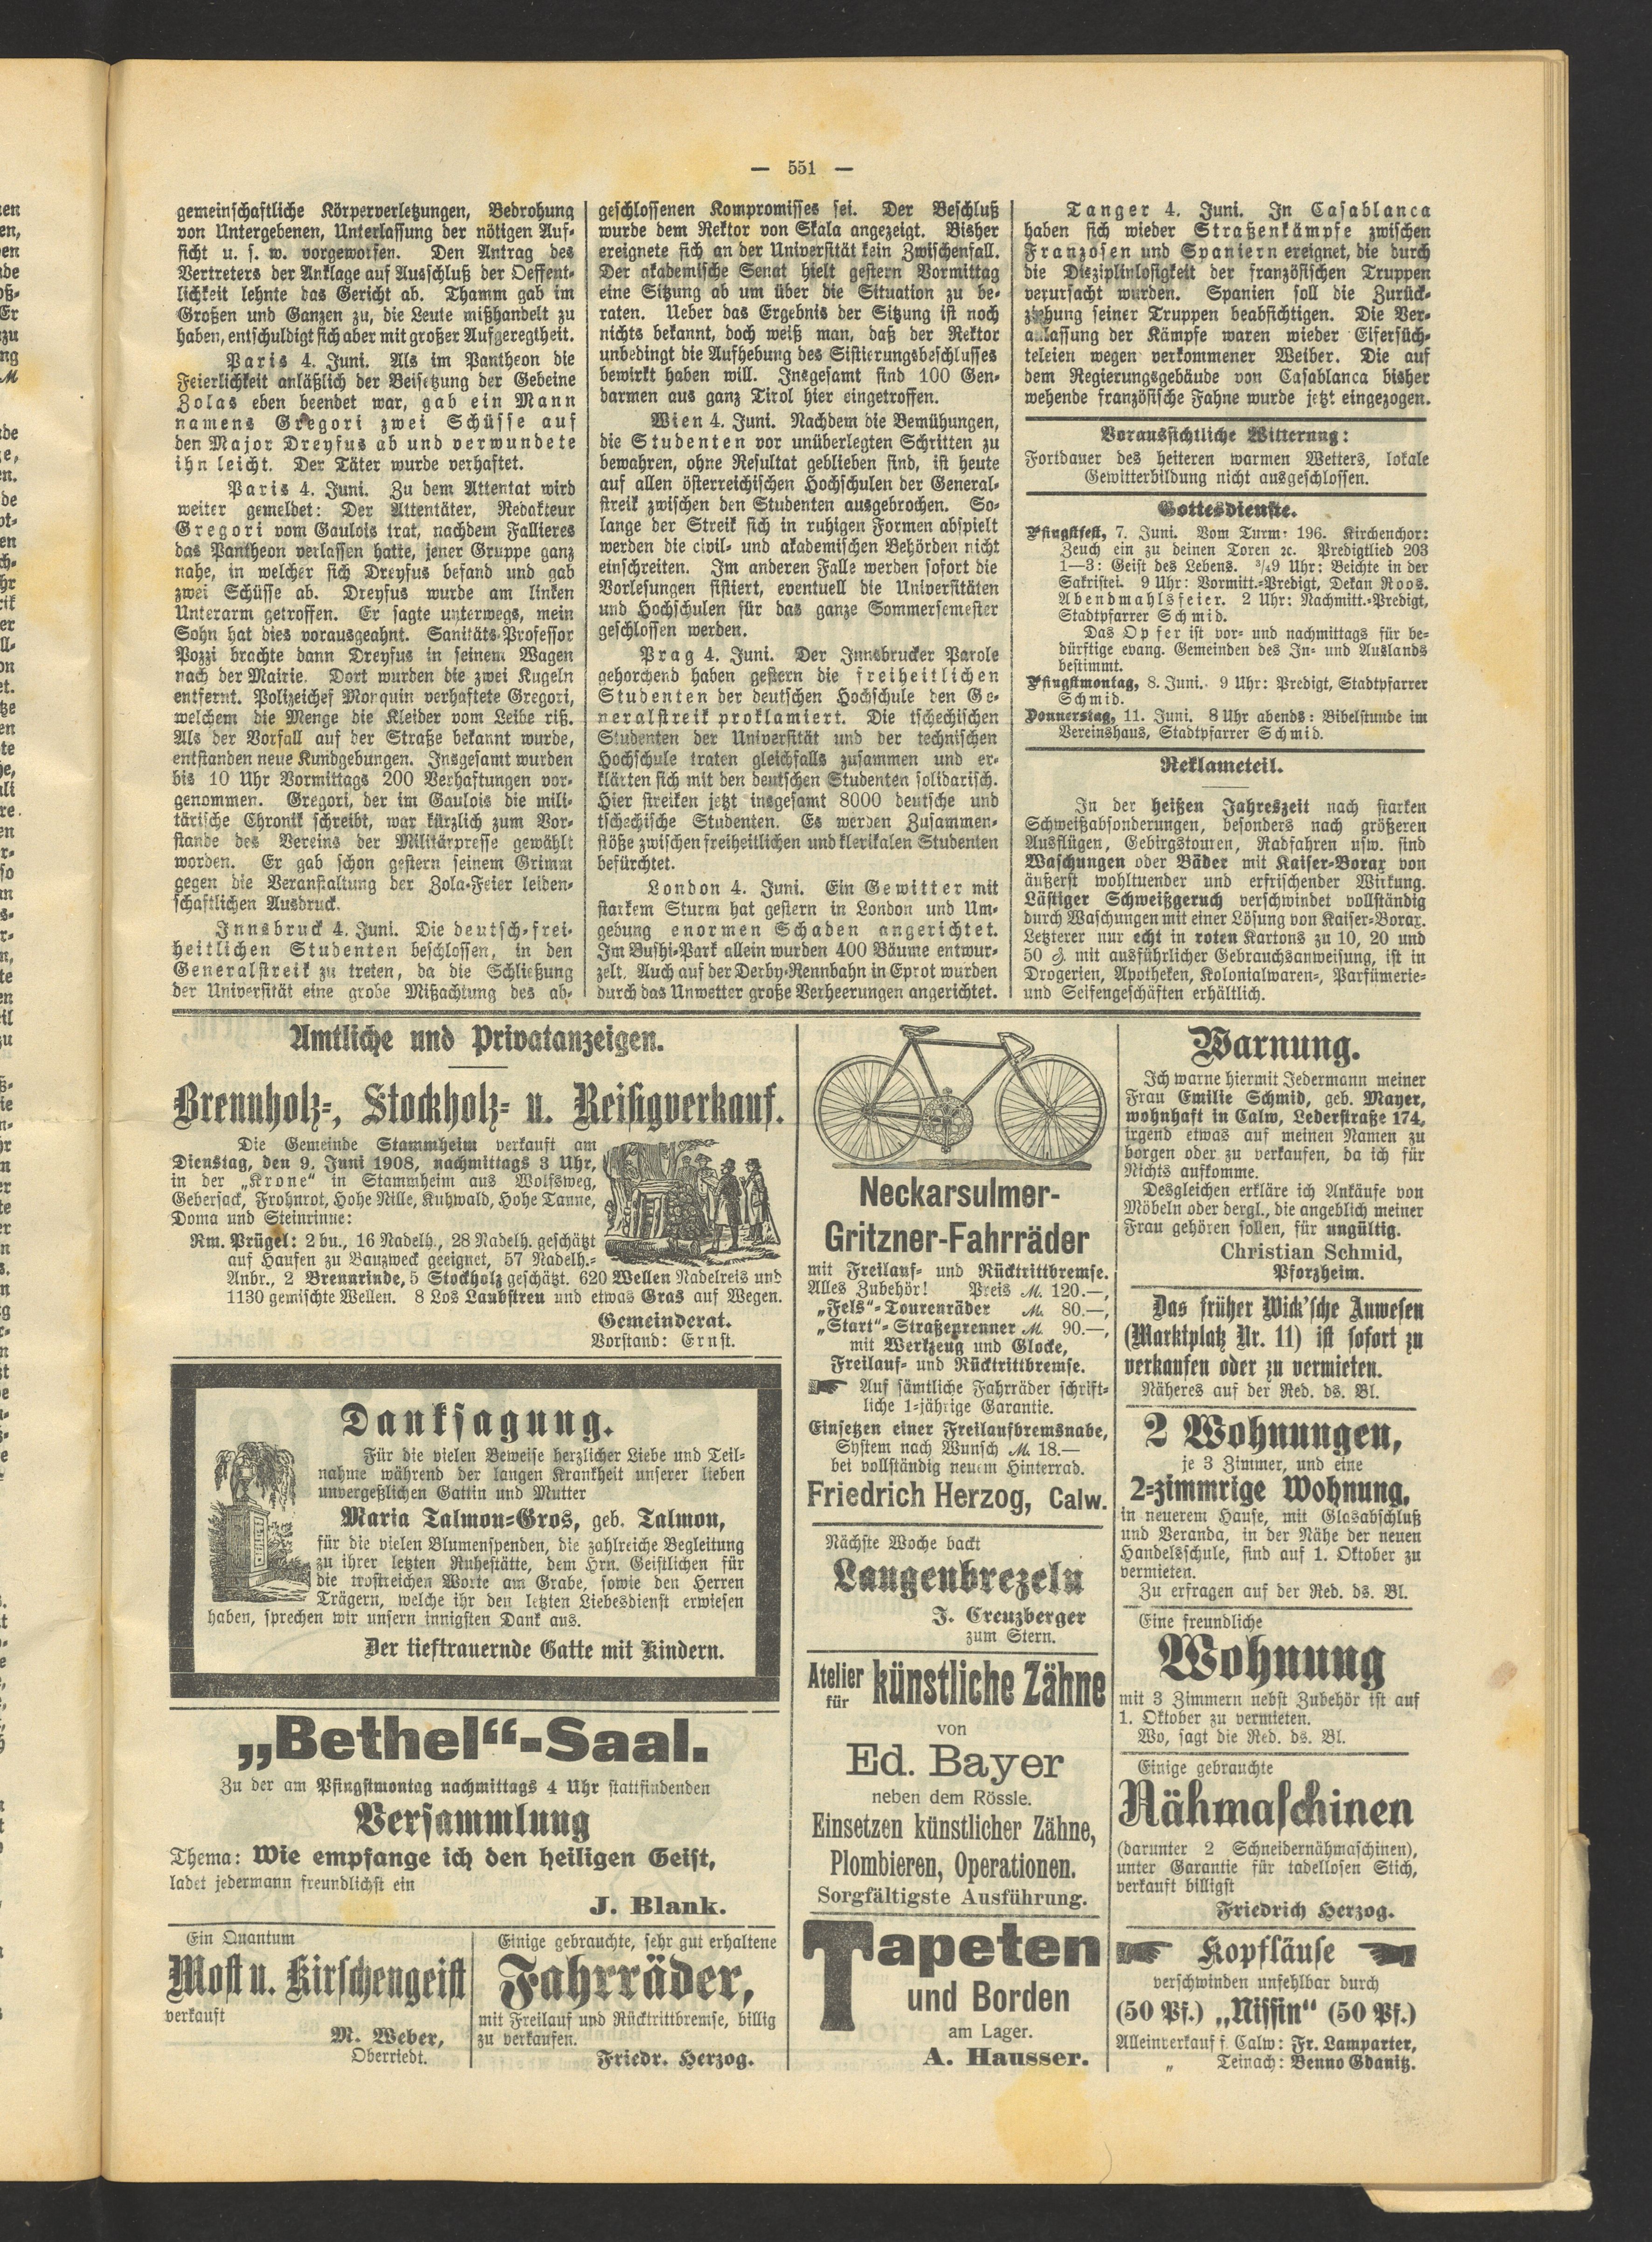 — 551 —
gemeinschaftliche Körperverletzungen, Bedrohung
von Untergebenen, Unterlassung der nötigen Auf-
sicht u. s. w. vorgeworfen. Den Antrag des
Vertreters der Anklage auf Ausschluß der Oeffent-
lichkeit lehnte das Gericht ab. Thamm gab im
Großen und Ganzen zu, die Leute mißhandelt zu
haben, entschuldigt sich aber mit großer Aufgeregtheit.
Paris 4. Juni. Als im Pantheon die
Feierlichkeit anläßlich der Beisetzung der Gebeine
Zolas eben beendet war, gab ein Mann
namens Gregori zwei Schüsse auf
den Major Dreyfus ab und verwundete
ihn leicht. Der Täter wurde verhaftet.
Paris 4. Juni. Zu dem Attentat wird
weiter gemeldet: Der Attentäter, Redakteur
Gregori vom Gaulois trat, nachdem Fallieres
das Pantheon verlassen hatte, jener Gruppe ganz
nahe, in welcher sich Dreyfus befand und gab
zwei Schüsse ab. Dreyfus wurde am linken
Unterarm getroffen. Er sagte unterwegs, mein
Sohn hat dies vorausgeahnt. Sanitäts-Professor
Pozzi brachte dann Dreyfus in seinem Wagen
nach der Mairie. Dort wurden die zwei Kugeln
entfernt. Polizeichef Morquin verhaftete Gregori,
welchem die Menge die Kleider vom Leibe riß.
Als der Vorfall auf der Straße bekannt wurde,
entstanden neue Kundgebungen. Insgesamt wurden
bis 10 Uhr Vormittags 200 Verhaftungen vor-
genommen. Gregori, der im Gaulois die mili-
tärische Chronik schreibt, war kürzlich zum Vor-
stande des Vereins der Militärpresse gewählt
worden. Er gab schon gestern seinem Grimm
gegen die Veranstaltung der Zola-Feier leiden-
schaftlichen Ausdruck.
Innsbruck 4. Juni. Die deutsch-frei-
heitlichen Studenten beschlossen, in den
Generalstreik zu treten, da die Schließung
der Universität eine grobe Mißachtung des ab-
geschlossenen Kompromisses sei. Der Beschluß
wurde dem Rektor von Skala angezeigt. Bisher
ereignete sich an der Universität kein Zwischenfall.
Der akademische Senat hielt gestern Vormittag
eine Sitzung ab um über die Situation zu be-
raten. Ueber das Ergebnis der Sitzung ist noch
nichts bekannt, doch weiß man, daß der Rektor
unbedingt die Aufhebung des Sistierungsbeschlusses
bewirkt haben will. Insgesamt sind 100 Gen-
darmen aus ganz Tirol hier eingetroffen.
Wien 4. Juni. Nachdem die Bemühungen,
die Studenten vor unüberlegten Schritten zu
bewahren, ohne Resultat geblieben sind, ist heute
auf allen österreichischen Hochschulen der General-
streik zwischen den Studenten ausgebrochen. So-
lange der Streik sich in ruhigen Formen abspielt
werden die civil- und akademischen Behörden nicht
einschreiten. Im anderen Falle werden sofort die
Vorlesungen sistiert, eventuell die Universitäten
und Hochschulen für das ganze Sommersemester
geschlossen werden.
Prag 4. Juni. Der Innsbrucker Parole
gehorchend haben gestern die freiheitlichen
Studenten der deutschen Hochschule den Ge-
neralstreik proklamiert. Die tschechischen
Studenten der Universität und der technischen
Hochschule traten gleichfalls zusammen und er-
klärten sich mit den deutschen Studenten solidarisch.
Hier streiken jetzt insgesamt 8000 deutsche und
tschechische Studenten. Es werden Zusammen-
stöße zwischen freiheitlichen und klerikalen Studenten
befürchtet.
London 4. Juni. Ein Gewitter mit
starkem Sturm hat gestern in London und Um-
gebung enormen Schaden angerichtet.
Im Bushi-Park allein wurden 400 Bäume entwur-
zelt. Auch auf der Derby-Rennbahn in Eprot wurden
durch das Unwetter große Verheerungen angerichtet.
Tanger 4. Juni. In Casablanca
haben sich wieder Straßenkämpfe zwischen
Franzosen und Spaniern ereignet, die durch
die Disziplinlosigkeit der französischen Truppen
verursacht wurden. Spanien soll die Zurück-
ziehung seiner Truppen beabsichtigen. Die Ver-
anlassung der Kämpfe waren wieder Eifersüch-
teleien wegen verkommener Weiber. Die auf
dem Regierungsgebäude von Casablanca bisher
wehende französische Fahne wurde jetzt eingezogen.
Voraussichtliche Witterung:
Fortdauer des heiteren warmen Wetters, lokale
Gewitterbildung nicht ausgeschlossen.
Gottesdienste.
Pfingstfest, 7. Juni. Vom Turm: 196. Kirchenchor:
Zeuch ein zu deinen Toren ꝛc. Predigtlied 203
1—3: Geist des Lebens. ³/₄9 Uhr: Beichte in der
Sakristei. 9 Uhr: Vormitt.-Predigt, Dekan Roos.
Abendmahlsfeier. 2 Uhr: Nachmitt.-Predigt,
Stadtpfarrer Schmid.
Das Opfer ist vor- und nachmittags für be-
dürftige evang. Gemeinden des In- und Auslands
bestimmt.
Pfingstmontag, 8. Juni. 9 Uhr: Predigt, Stadtpfarrer
Schmid.
Donnerstag, 11. Juni. 8 Uhr abends: Bibelstunde im
Vereinshaus, Stadtpfarrer Schmid.
Reklameteil.
In der heißen Jahreszeit nach starken
Schweißabsonderungen, besonders nach größeren
Ausflügen, Gebirgstouren, Radfahren usw. sind
Waschungen oder Bäder mit Kaiser-Borax von
äußerst wohltuender und erfrischender Wirkung.
Lästiger Schweißgeruch verschwindet vollständig
durch Waschungen mit einer Lösung von Kaiser-Borax.
Letzterer nur echt in roten Kartons zu 10, 20 und
50 ₰ mit ausführlicher Gebrauchsanweisung, ist in
Drogerien, Apotheken, Kolonialwaren-, Parfümerie-
und Seifengeschäften erhältlich.
Amtliche und Privatanzeigen.
Brennholz-, Stockholz- u. Reisigverkauf.
Die Gemeinde Stammheim verkauft am
Dienstag, den 9. Juni 1908, nachmittags 3 Uhr,
in der „Krone" in Stammheim aus Wolfsweg,
Gebersack, Frohnrot, Hohe Nille, Kuhwald, Hohe Tanne,
Doma und Steinrinne:
Rm. Prügel: 2 bu., 16 Nadelh., 28 Nadelh. geschätzt
auf Haufen zu Bauzweck geeignet, 57 Nadelh.-
Anbr., 2 Brennrinde, 5 Stockholz geschätzt. 620 Wellen Nadelreis und
1130 gemischte Wellen. 8 Los Laubstreu und etwas Gras auf Wegen.
Gemeinderat.
Vorstand: Ernst.
Danksagung.
Für die vielen Beweise herzlicher Liebe und Teil-
nahme während der langen Krankheit unserer lieben
unvergeßlichen Gattin und Mutter
Maria Talmon-Gros, geb. Talmon,
für die vielen Blumenspenden, die zahlreiche Begleitung
zu ihrer letzten Ruhestätte, dem Hrn. Geistlichen für
die trostreichen Worte am Grabe, sowie den Herren
Trägern, welche ihr den letzten Liebesdienst erwiesen
haben, sprechen wir unsern innigsten Dank aus.
Der tieftrauernde Gatte mit Kindern.
„Bethel"-Saal.
Zu der am Pfingstmontag nachmittags 4 Uhr stattfindenden
Versammlung
Thema: Wie empfange ich den heiligen Geist,
ladet jedermann freundlichst ein
J. Blank.
Ein Quantum
Most u. Kirschengeist
verkauft
M. Weber,
Oberriedt.
Einige gebrauchte, sehr gut erhaltene
Fahrräder,
mit Freilauf und Rücktrittbremse, billig
zu verkaufen.
Friedr. Herzog.
Neckarsulmer-
Gritzner-Fahrräder
mit Freilauf- und Rücktrittbremse.
Alles Zubehör! Preis M. 120.—,
„Fels"-Tourenräder M. 80.—,
„Start"-Straßenrenner M. 90.—,
mit Werkzeug und Glocke,
Freilauf- und Rücktrittbremse.
Auf sämtliche Fahrräder schrift-
liche 1-jährige Garantie.
Einsetzen einer Freilaufbremsnabe,
System nach Wunsch M. 18.—
bei vollständig neuem Hinterrad.
Friedrich Herzog, Calw.
Nächste Woche backt
Langenbrezeln
J. Creuzberger
zum Stern.
Atelier für künstliche Zähne
von
Ed. Bayer
neben dem Rössle.
Einsetzen künstlicher Zähne,
Plombieren, Operationen.
Sorgfältigste Ausführung.
Tapeten
und Borden
am Lager.
A. Hausser.
Warnung.
Ich warne hiermit Jedermann meiner
Frau Emilie Schmid, geb. Mayer,
wohnhaft in Calw, Lederstraße 174,
irgend etwas auf meinen Namen zu
borgen oder zu verkaufen, da ich für
Nichts aufkomme.
Desgleichen erkläre ich Ankäufe von
Möbeln oder dergl., die angeblich meiner
Frau gehören sollen, für ungültig.
Christian Schmid,
Pforzheim.
Das früher Wick'sche Anwesen
(Marktplatz Nr. 11) ist sofort zu
verkaufen oder zu vermieten.
Näheres auf der Red. ds. Bl.
2 Wohnungen,
je 3 Zimmer, und eine
2-zimmrige Wohnung,
in neuerem Hause, mit Glasabschluß
und Veranda, in der Nähe der neuen
Handelsschule, sind auf 1. Oktober zu
vermieten.
Zu erfragen auf der Red. ds. Bl.
Eine freundliche
Wohnung
mit 3 Zimmern nebst Zubehör ist auf
1. Oktober zu vermieten.
Wo, sagt die Red. ds. Bl.
Einige gebrauchte
Nähmaschinen
(darunter 2 Schneidernähmaschinen),
unter Garantie für tadellosen Stich,
verkauft billigst
Friedrich Herzog.
Kopfläuse
verschwinden unfehlbar durch
(50 Pf.) „Nissin" (50 Pf.)
Alleinverkauf f. Calw: Fr. Lamparter,
„ Teinach: Benno Gdanitz.